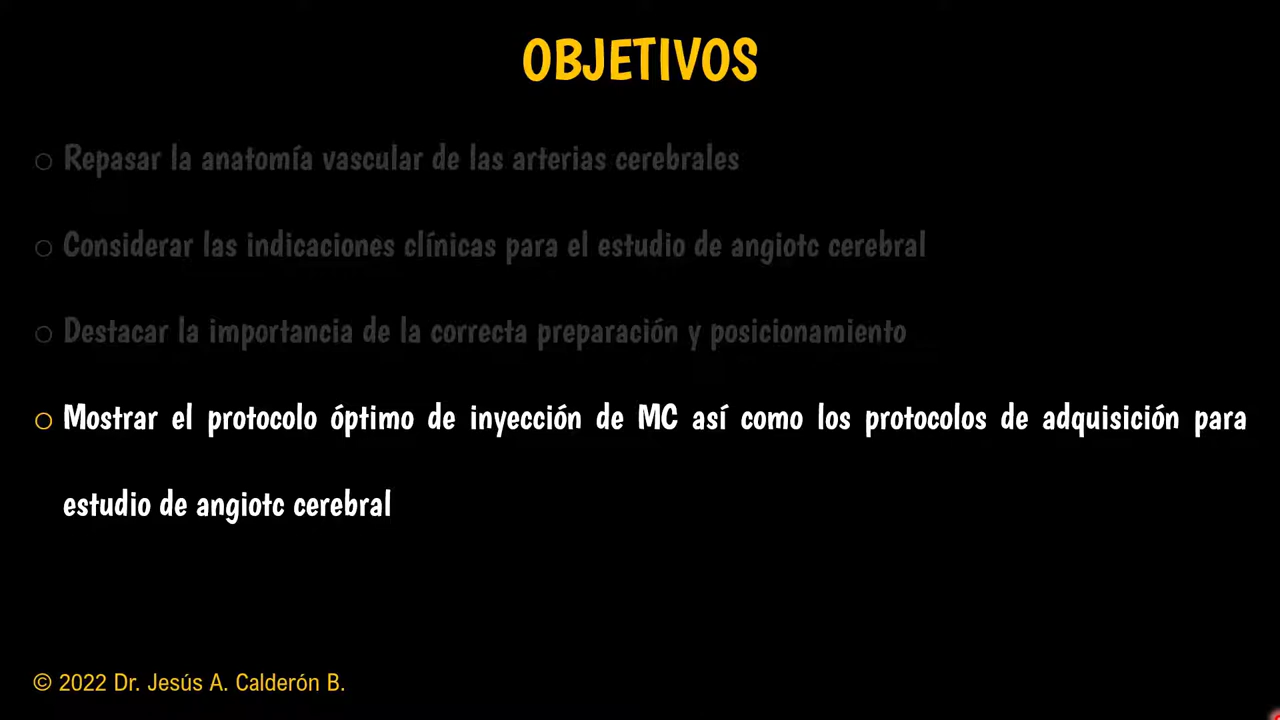 OBJETIVOS
○ Repasar la anatomía vascular de las arterias cerebrales
○ Considerar las indicaciones clínicas para el estudio de angiotc cerebral
○ Destacar la importancia de la correcta preparación y posicionamiento
○ Mostrar el protocolo óptimo de inyección de MC así como los protocolos de adquisición para
estudio de angiotc cerebral
© 2022 Dr. Jesús A. Calderón B.